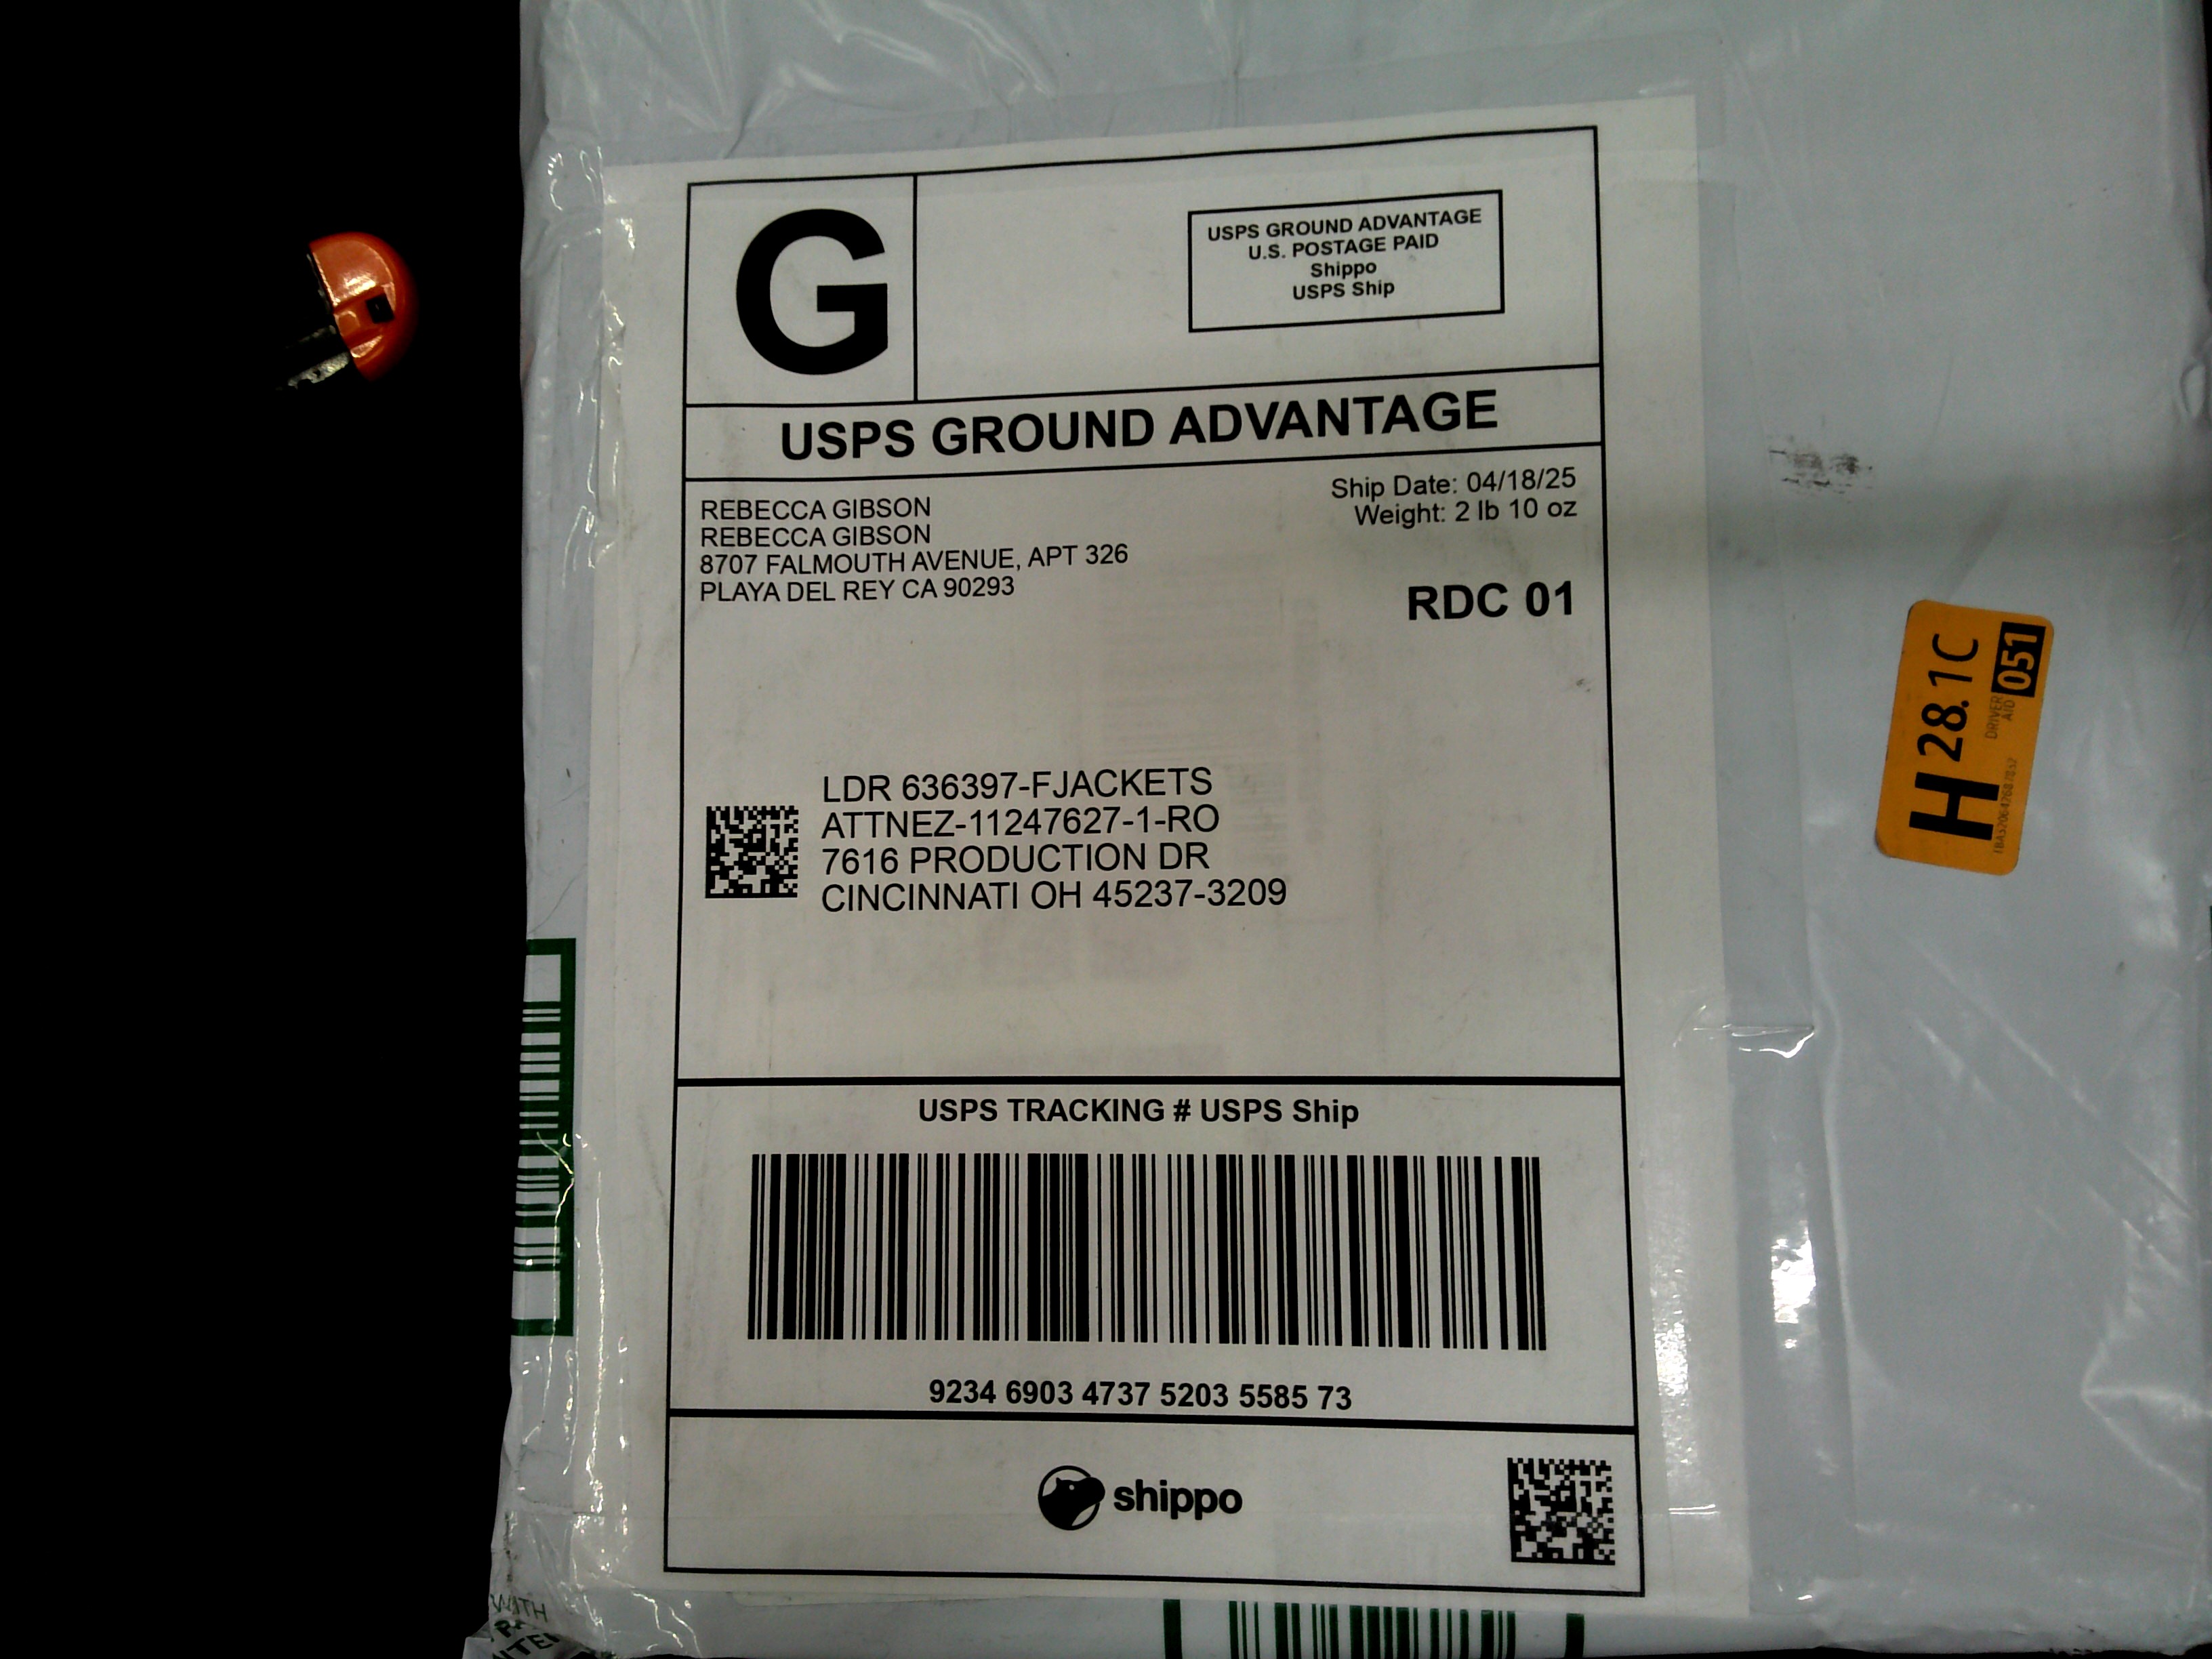 G
USPS GROUND ADVANTAGE
U.S. POSTAGE PAID
Shippo
USPS Ship
USPS GROUND ADVANTAGE
REBECCA GIBSON
REBECCA GIBSON
8707 FALMOUTH AVENUE, APT 326
PLAYA DEL REY CA 90293
Ship Date: 04/18/25
Weight: 2 lb 10 oz
RDC 01
LDR 636397-FJACKETS
ATTNEZ-11247627-1-RO
7616 PRODUCTION DR
CINCINNATI OH 45237-3209
USPS TRACKING # USPS Ship
9234 6903 4737 5203 5585 73
shippo
H 28.1C
DRIVER
AID
051
WITH